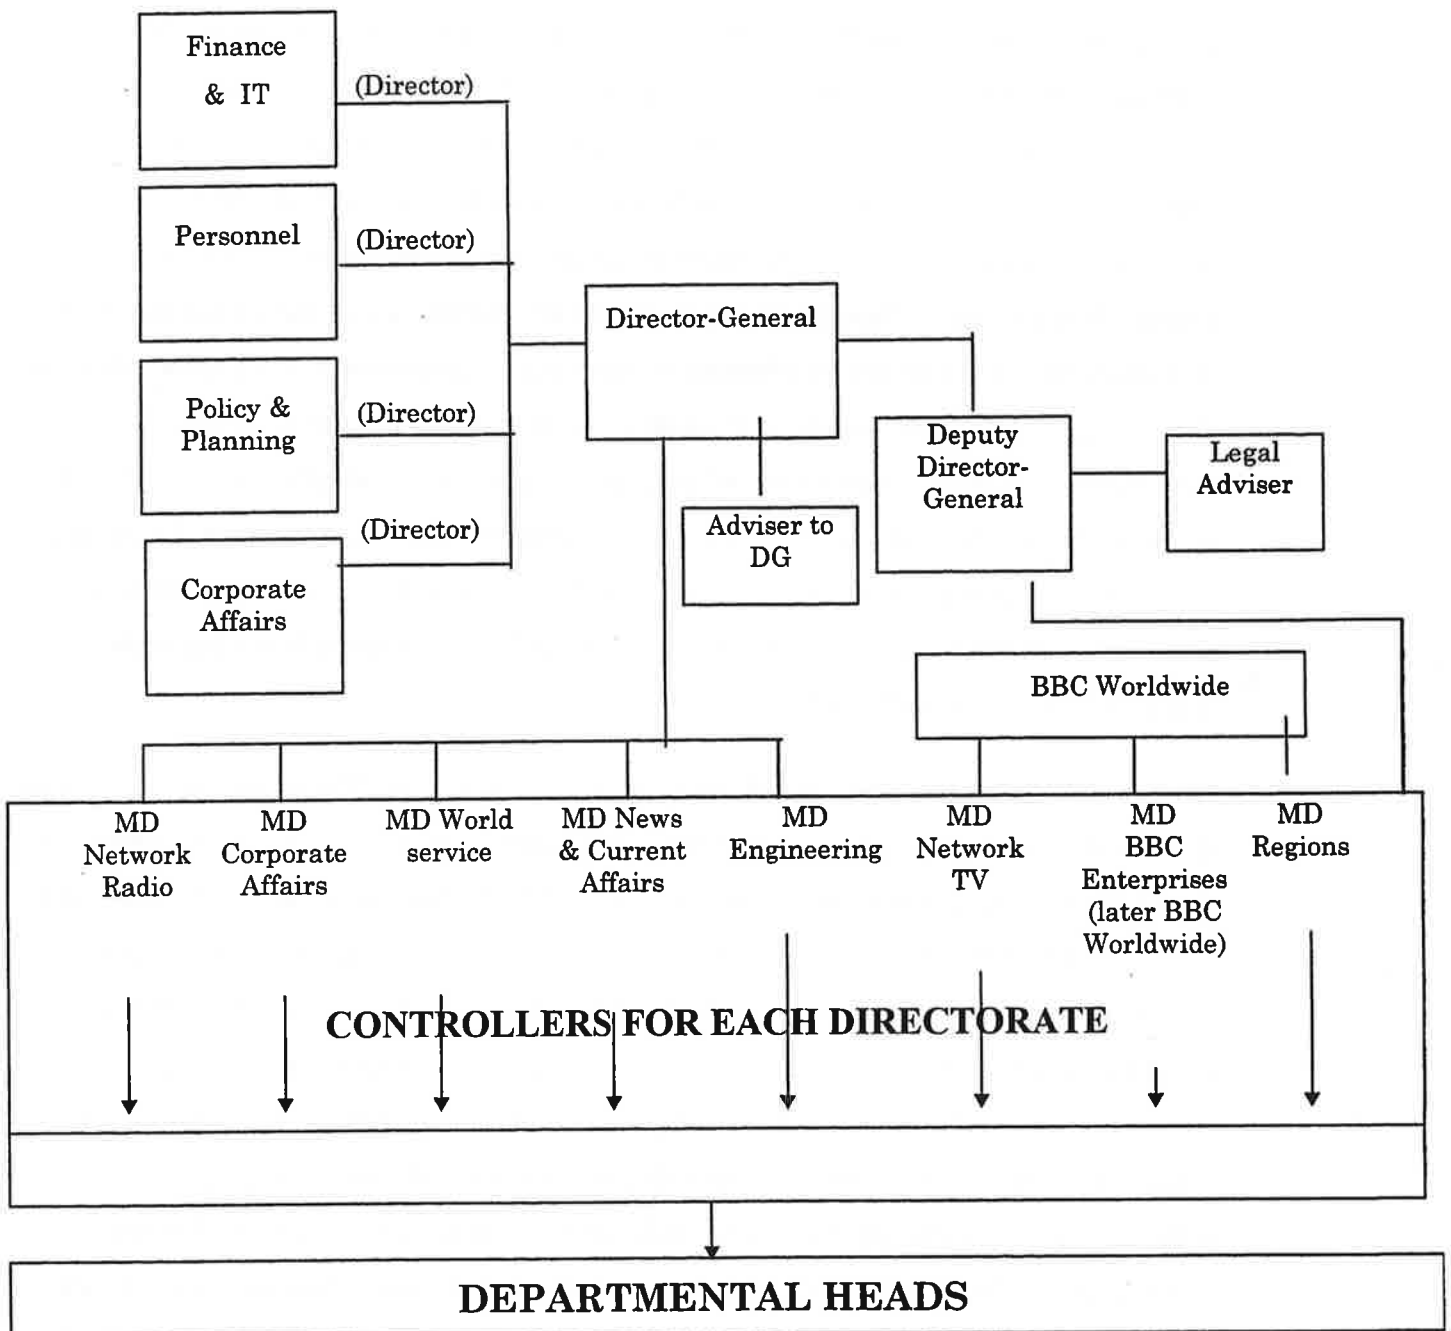 Finance
& IT
(Director)
Personnel
(Director)
Policy &
Planning
(Director)
Corporate
Affairs
(Director)
Director-General
Adviser to
DG
Deputy
Director-
General
Legal
Adviser
BBC Worldwide
MD
Network
Radio
MD
Corporate
Affairs
MD World
service
MD News
& Current
Affairs
MD
Engineering
MD
Network
TV
MD
BBC
Enterprises
(later BBC
Worldwide)
MD
Regions
CONTROLLERS FOR EACH DIRECTORATE
DEPARTMENTAL HEADS